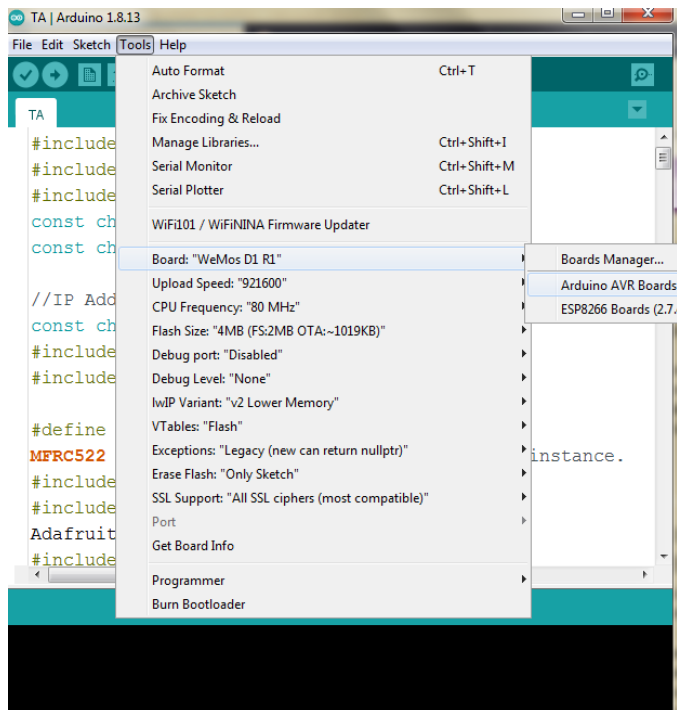 TA | Arduino 1.8.13
File Edit Sketch Tools Help
TA
Auto Format Ctrl+T
Archive Sketch
Fix Encoding & Reload
Manage Libraries... Ctrl+Shift+I
Serial Monitor Ctrl+Shift+M
Serial Plotter Ctrl+Shift+L
WiFi101 / WiFiNINA Firmware Updater
Board: "WeMos D1 R1"
Upload Speed: "921600"
CPU Frequency: "80 MHz"
Flash Size: "4MB (FS:2MB OTA:~1019KB)"
Debug port: "Disabled"
Debug Level: "None"
lwIP Variant: "v2 Lower Memory"
VTables: "Flash"
Exceptions: "Legacy (new can return nullptr)"
Erase Flash: "Only Sketch"
SSL Support: "All SSL ciphers (most compatible)"
Port
Get Board Info
Programmer
Burn Bootloader
Boards Manager...
Arduino AVR Boards
ESP8266 Boards (2.7.
#include
#include
#include
const ch
const ch
//IP Add
const ch
#include
#include
#define
MFRC522 instance.
#include
#include
Adafruit
#include